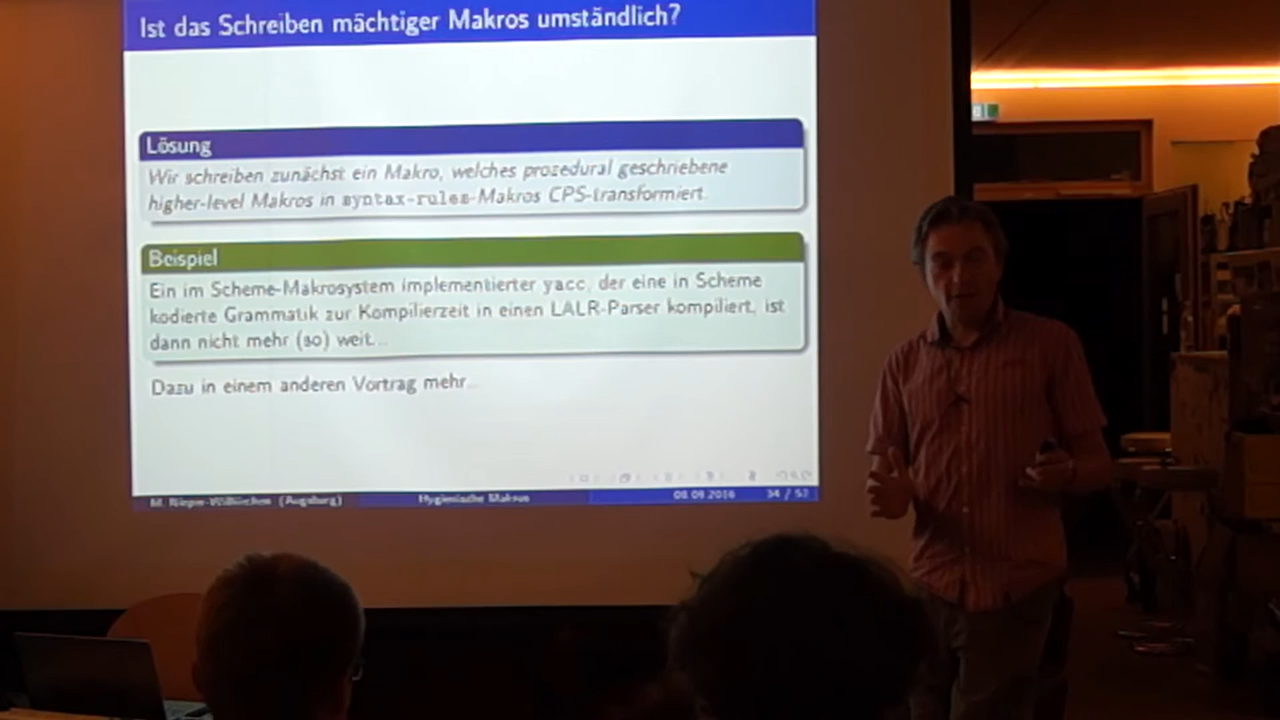 Ist das Schreiben mächtiger Makros umständlich?
Lösung
Wir schreiben zunächst ein Makro, welches prozedural geschriebene
higher-level Makros in syntax-rules-Makros CPS-transformiert.
Beispiel
Ein im Scheme-Makrosystem implementierter yacc, der eine in Scheme
kodierte Grammatik zur Kompilierzeit in einen LALR-Parser kompiliert, ist
dann nicht mehr (so) weit...
Dazu in einem anderen Vortrag mehr...
M. (Augsburg) Hygienische Makros 08.09.2016 34 /